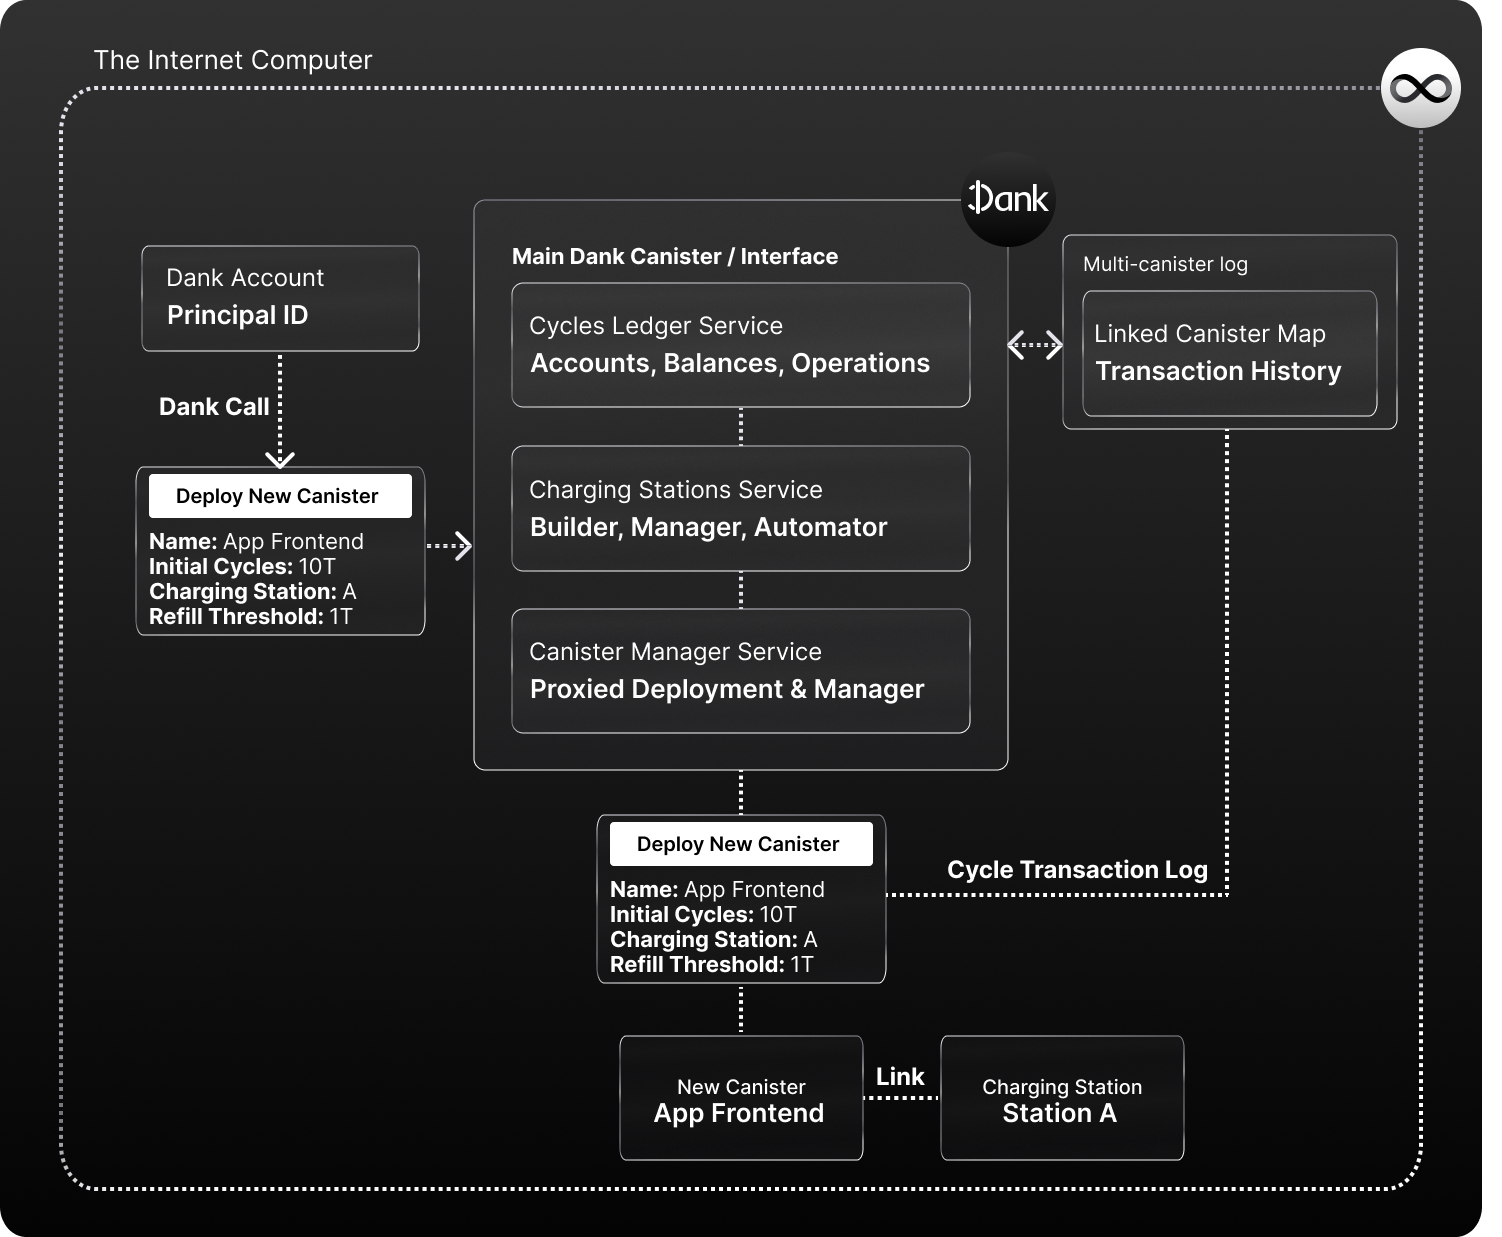 The Internet Computer
Dank
Dank Account
Principal ID
Dank Call
Deploy New Canister
Name: App Frontend
Initial Cycles: 10T
Charging Station: A
Refill Threshold: 1T
Main Dank Canister / Interface
Cycles Ledger Service
Accounts, Balances, Operations
Charging Stations Service
Builder, Manager, Automator
Canister Manager Service
Proxied Deployment & Manager
Multi-canister log
Linked Canister Map
Transaction History
Deploy New Canister
Name: App Frontend
Initial Cycles: 10T
Charging Station: A
Refill Threshold: 1T
Cycle Transaction Log
New Canister
App Frontend
Link
Charging Station
Station A